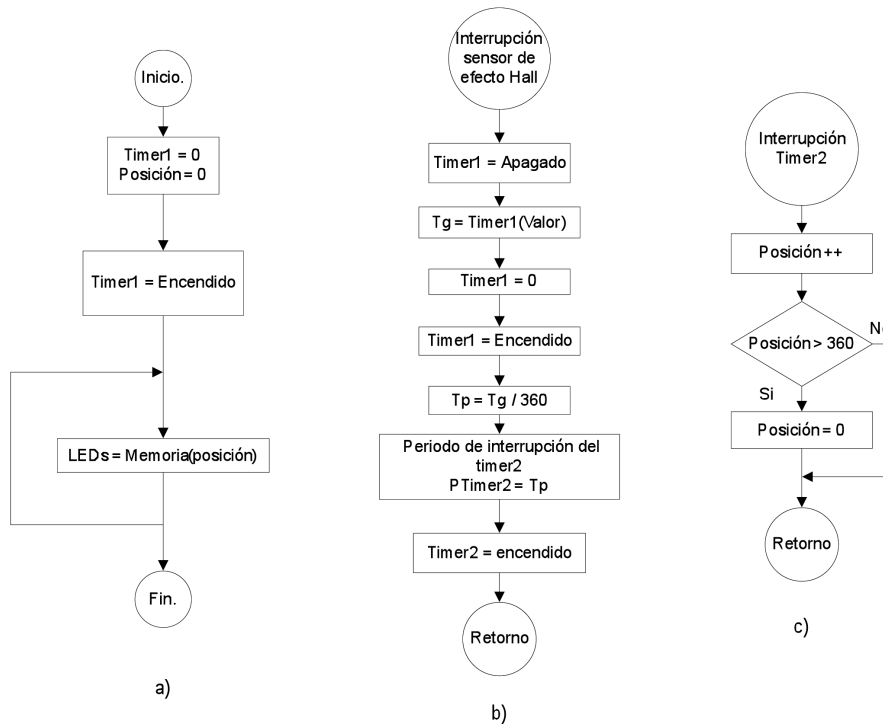 Inicio.
Timer1 = 0
Posición = 0
Timer1 = Encendido
LEDs = Memoria(posición)
Fin.
a)
Interrupción
sensor de
efecto Hall
Timer1 = Apagado
Tg = Timer1(Valor)
Timer1 = 0
Timer1 = Encendido
Tp = Tg / 360
Periodo de interrupción del
timer2
PTimer2 = Tp
Timer2 = encendido
Retorno
b)
Interrupción
Timer2
Posición ++
Posición > 360
Si
Posición = 0
Retorno
c)